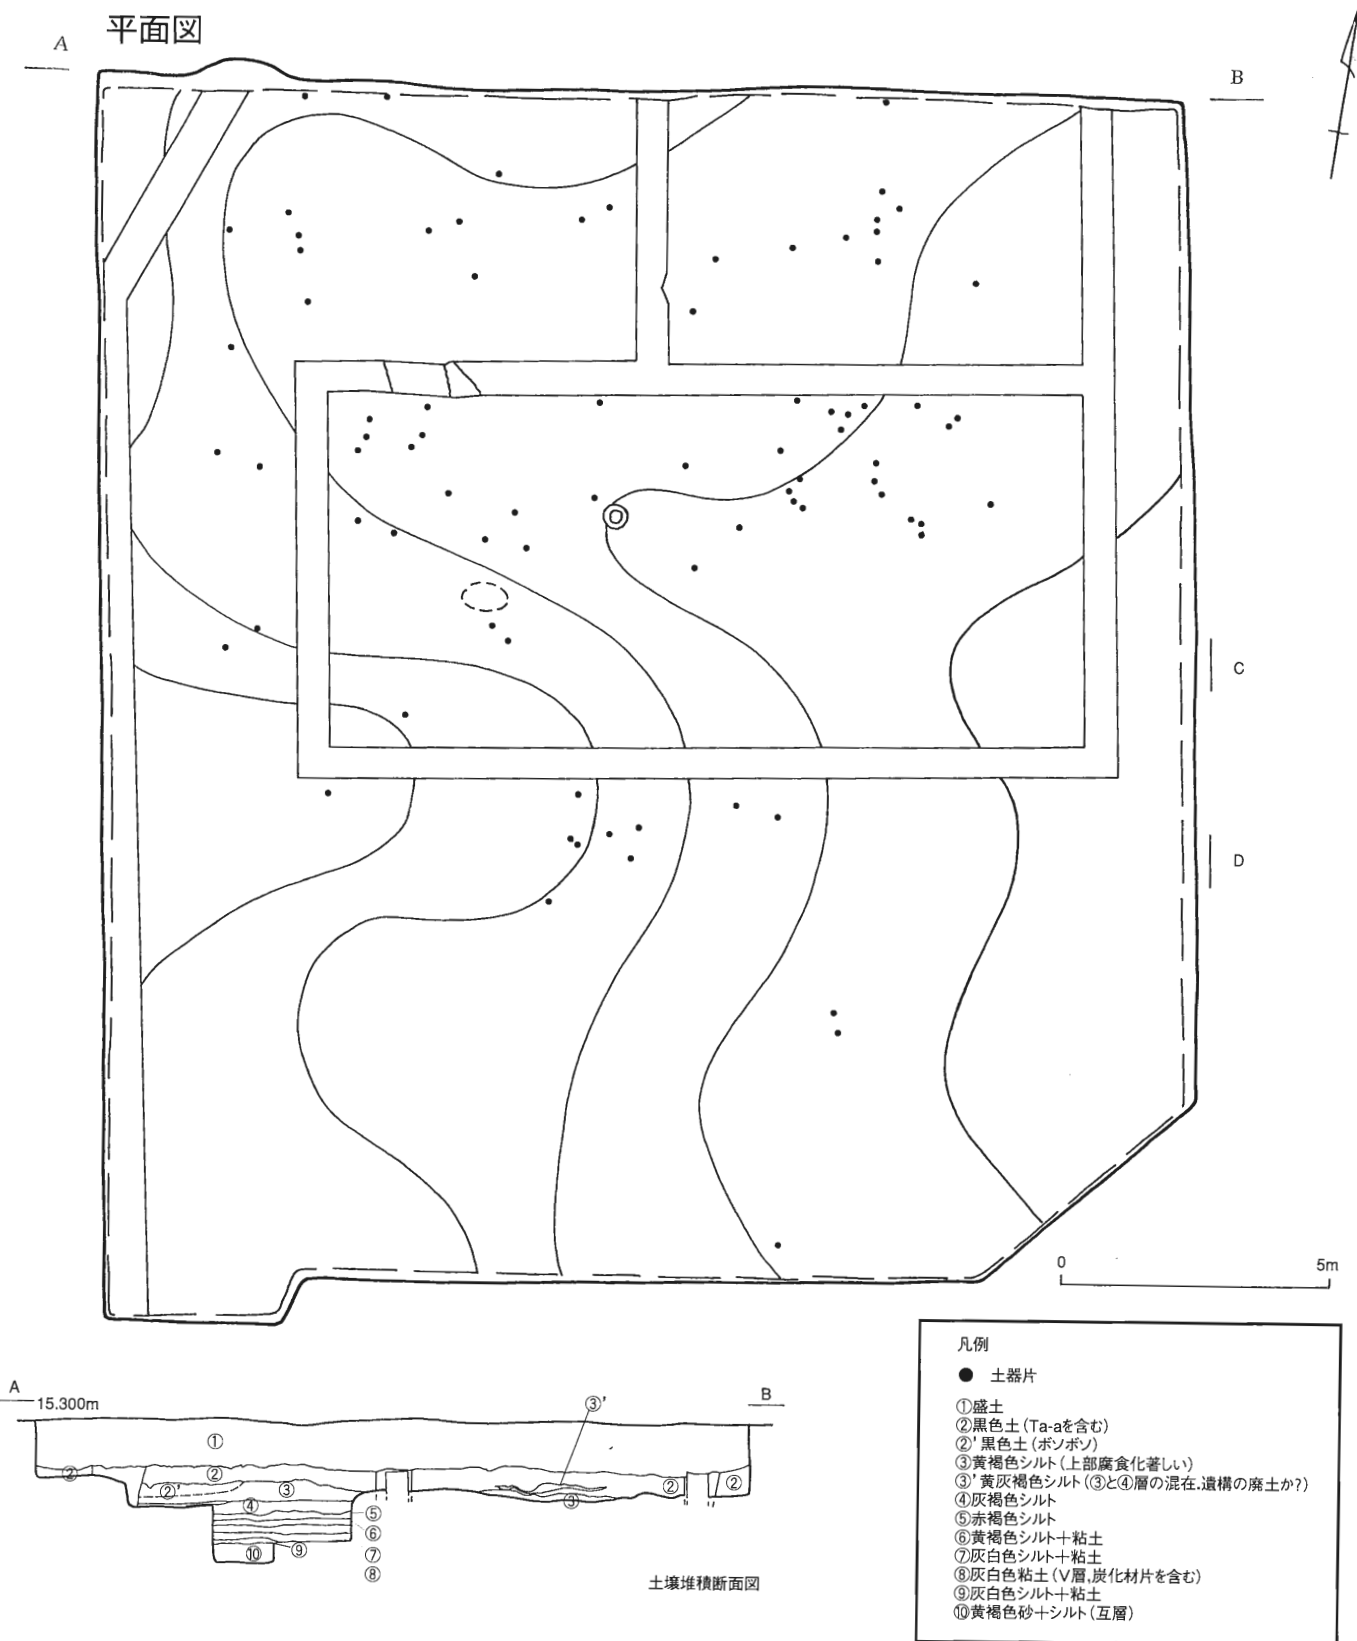 平面図
A
B
C
D
0 5m
A
15.300m
B
③'
①
②
②
②'
③
②
②
③
④
⑤
⑥
⑦
⑧
⑨
⑩
土壌堆積断面図
凡例
● 土器片
①盛土
②黒色土(Ta-aを含む)
②'黒色土(ボソボソ)
③黄褐色シルト(上部腐食化著しい)
③'黄灰褐色シルト(③と④層の混在.遺構の廃土か?)
④灰褐色シルト
⑤赤褐色シルト
⑥黄褐色シルト+粘土
⑦灰白色シルト+粘土
⑧灰白色粘土(V層,炭化材片を含む)
⑨灰白色シルト+粘土
⑩黄褐色砂+シルト(互層)